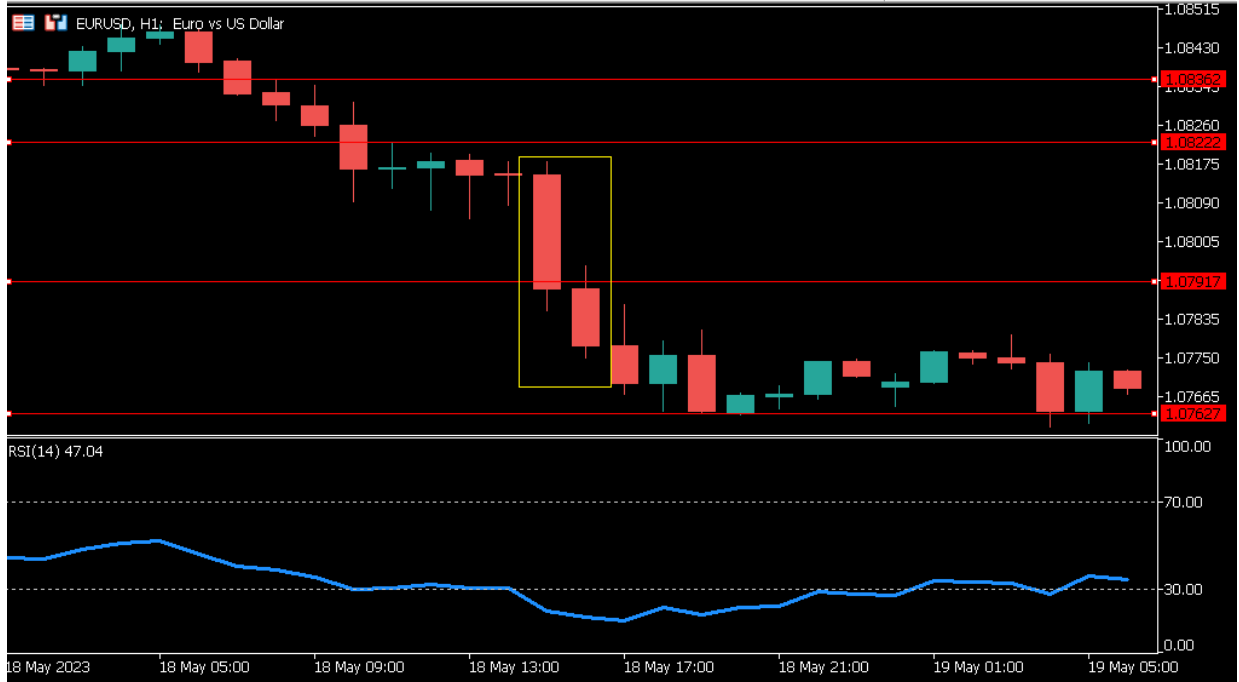 EURUSD, H1: Euro vs US Dollar
1.08515
1.08430
1.08362
1.08345
1.08260
1.08222
1.08175
1.08090
1.08005
1.07917
1.07835
1.07750
1.07665
1.07627
RSI(14) 47.04
100.00
70.00
30.00
0.00
18 May 2023
18 May 05:00
18 May 09:00
18 May 13:00
18 May 17:00
18 May 21:00
19 May 01:00
19 May 05:00